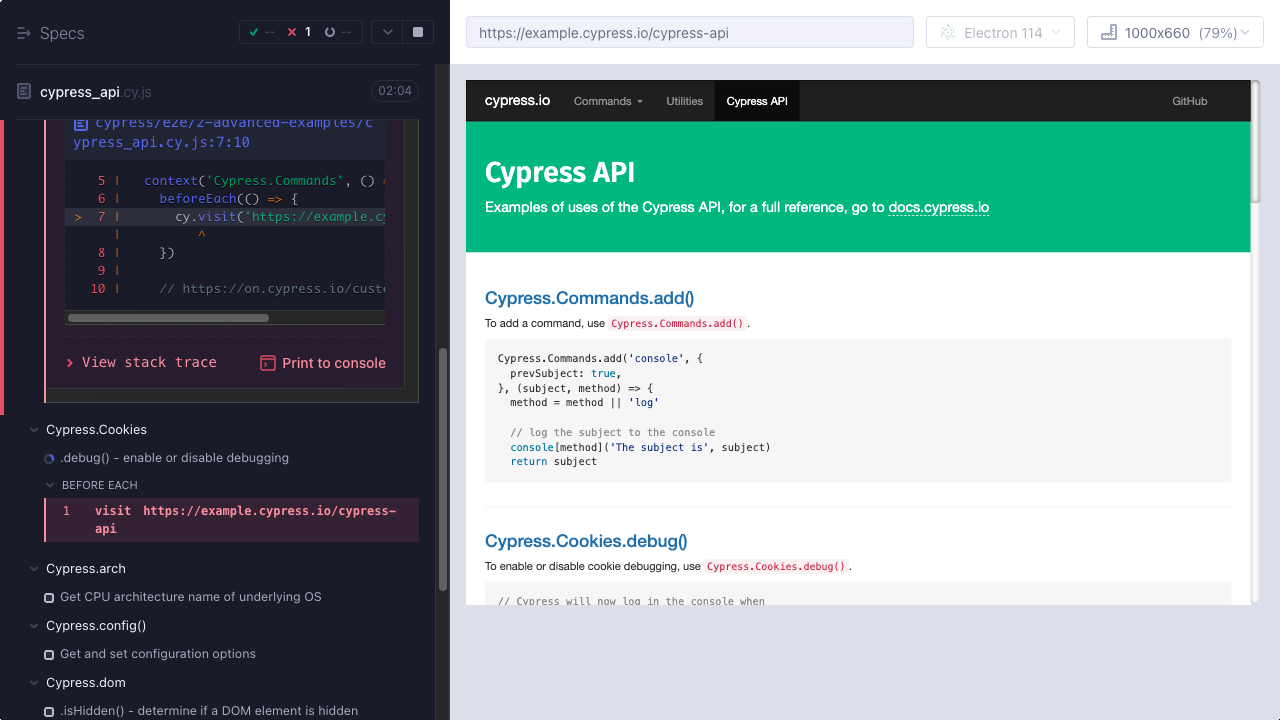 Specs
-- 1 --
cypress_api.cy.js
02:04
cypress/e2e/2-advanced-examples/c
ypress_api.cy.js:7:10
5 | context('Cypress.Commands', () =
6 | beforeEach(() => {
> 7 | cy.visit('https://example.cy
| ^
8 | })
9 |
10 | // https://on.cypress.io/custo
View stack trace
Print to console
Cypress.Cookies
.debug() - enable or disable debugging
BEFORE EACH
1 visit https://example.cypress.io/cypress-
api
Cypress.arch
Get CPU architecture name of underlying OS
Cypress.config()
Get and set configuration options
Cypress.dom
.isHidden() - determine if a DOM element is hidden
https://example.cypress.io/cypress-api
Electron 114
1000x660 (79%)
cypress.io Commands Utilities Cypress API GitHub
Cypress API
Examples of uses of the Cypress API, for a full reference, go to docs.cypress.io
Cypress.Commands.add()
To add a command, use Cypress.Commands.add().
Cypress.Commands.add('console', {
prevSubject: true,
}, (subject, method) => {
method = method || 'log'
// log the subject to the console
console[method]('The subject is', subject)
return subject
Cypress.Cookies.debug()
To enable or disable cookie debugging, use Cypress.Cookies.debug().
// Cypress will now log in the console when